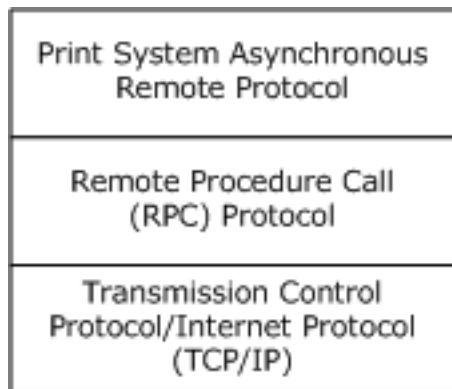 Print System Asynchronous
Remote Protocol
Remote Procedure Call
(RPC) Protocol
Transmission Control
Protocol/Internet Protocol
(TCP/IP)